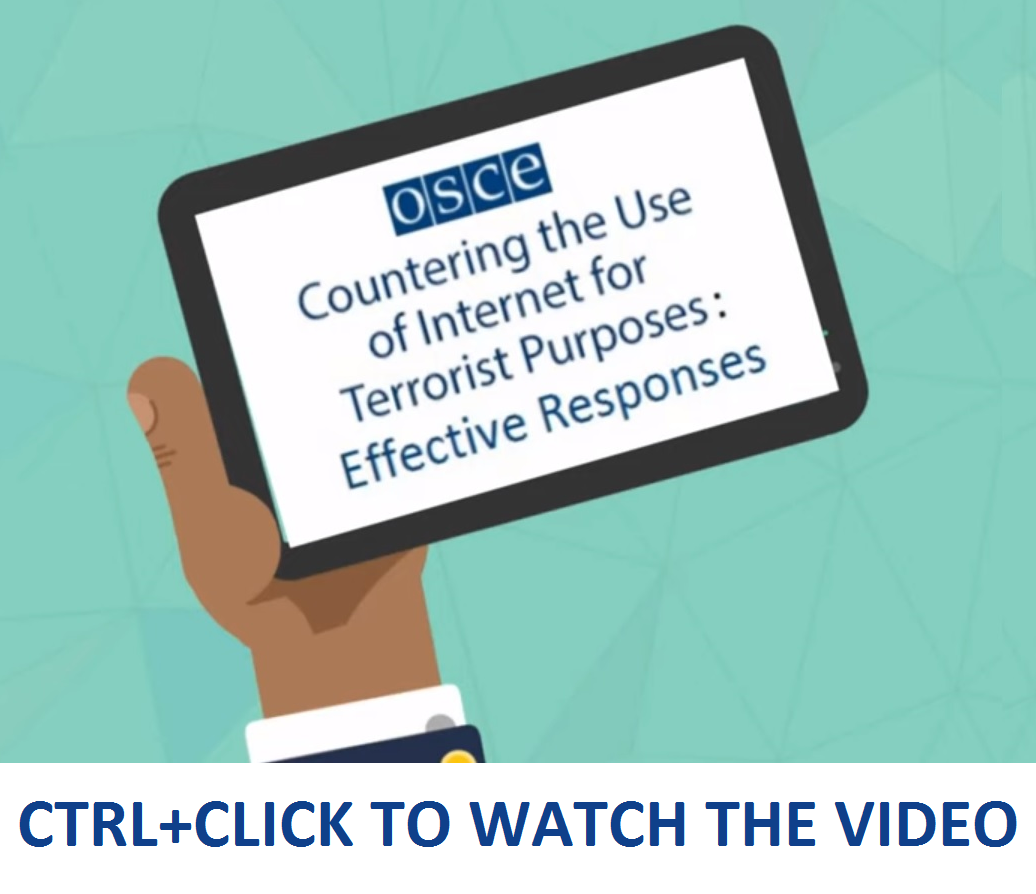 osce
Countering the Use
of Internet for
Terrorist Purposes:
Effective Responses
CTRL+CLICK TO WATCH THE VIDEO